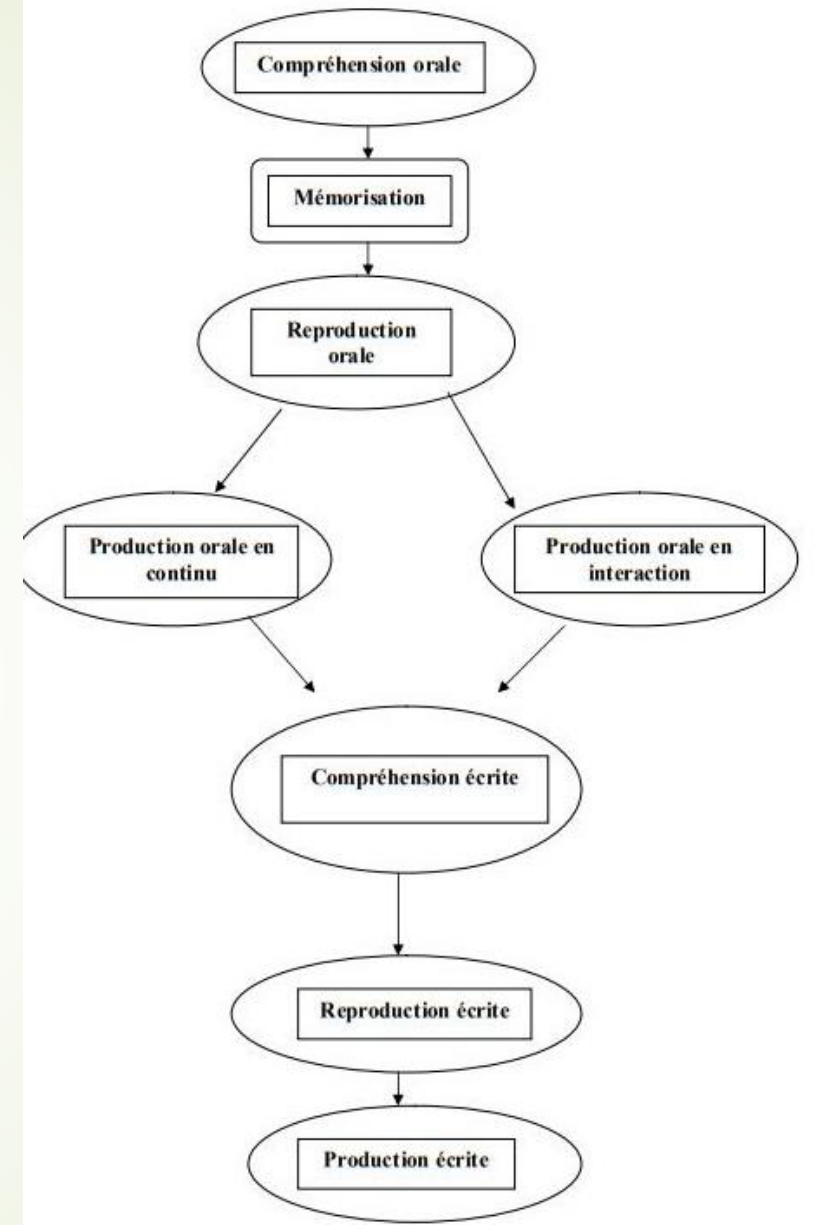 Compréhension orale
Mémorisation
Reproduction
orale
Production orale en
continu
Production orale en
interaction
Compréhension écrite
Reproduction écrite
Production écrite